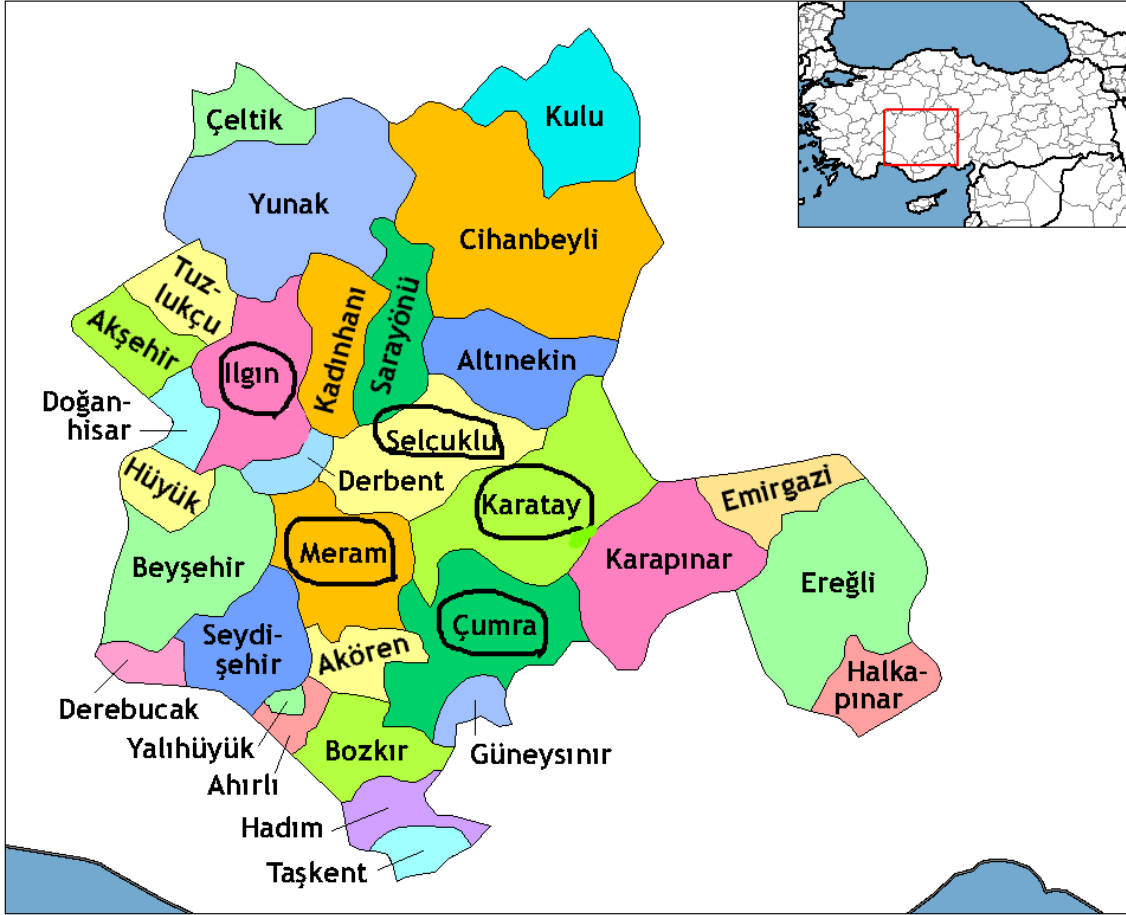 Kulu
Çeltik
Yunak
Cihanbeyli
Tuz-
lukçu
Akşehir
Ilgın
Kadınhanı
Sarayönü
Altınekin
Doğan-
hisar
Selçuklu
Hüyük
Derbent
Karatay
Emirgazi
Meram
Karapınar
Beyşehir
Ereğli
Çumra
Seydi-
şehir
Akören
Halka-
pınar
Derebucak
Yalıhüyük
Bozkır
Güneysınır
Ahırlı
Hadım
Taşkent